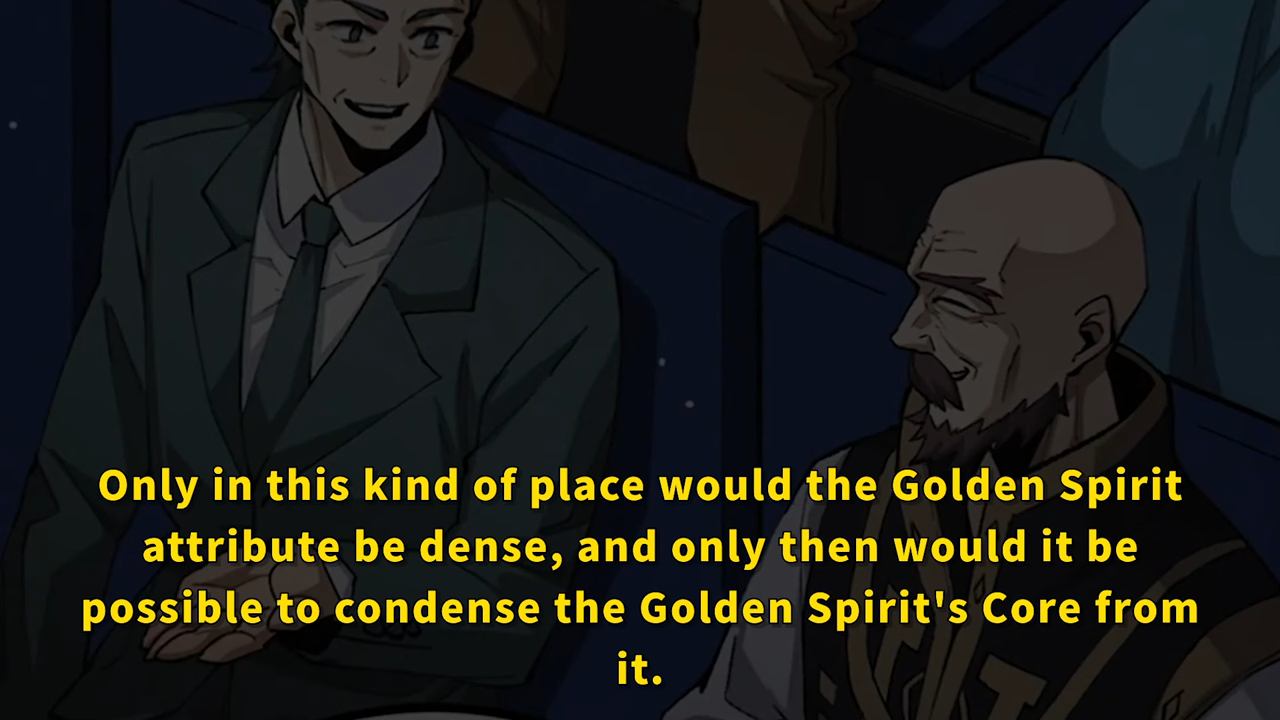 Only in this kind of place would the Golden Spirit
attribute be dense, and only then would it be
possible to condense the Golden Spirit's Core from
it.